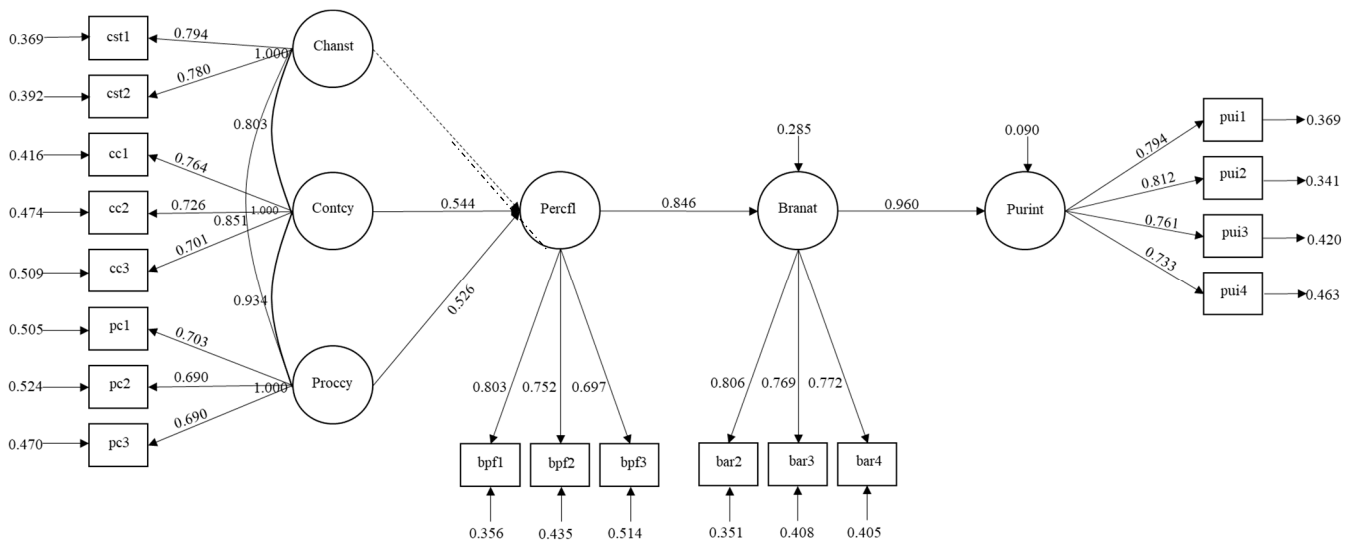 0.369
cst1
0.794
1.000
Chanst
0.392
cst2
0.780
0.803
0.416
cc1
0.764
0.474
cc2
0.726
0.851
1.000
Contcy
0.509
cc3
0.701
0.934
0.505
pc1
0.703
0.524
pc2
0.690
1.000
Proccy
0.470
pc3
0.690
0.544
0.526
Percfl
0.846
0.285
Branat
0.960
0.090
Purint
0.794
pui1
0.369
0.812
pui2
0.341
0.761
pui3
0.420
0.733
pui4
0.463
0.803
0.752
0.697
bpf1
bpf2
bpf3
0.356
0.435
0.514
0.806
0.769
0.772
bar2
bar3
bar4
0.351
0.408
0.405